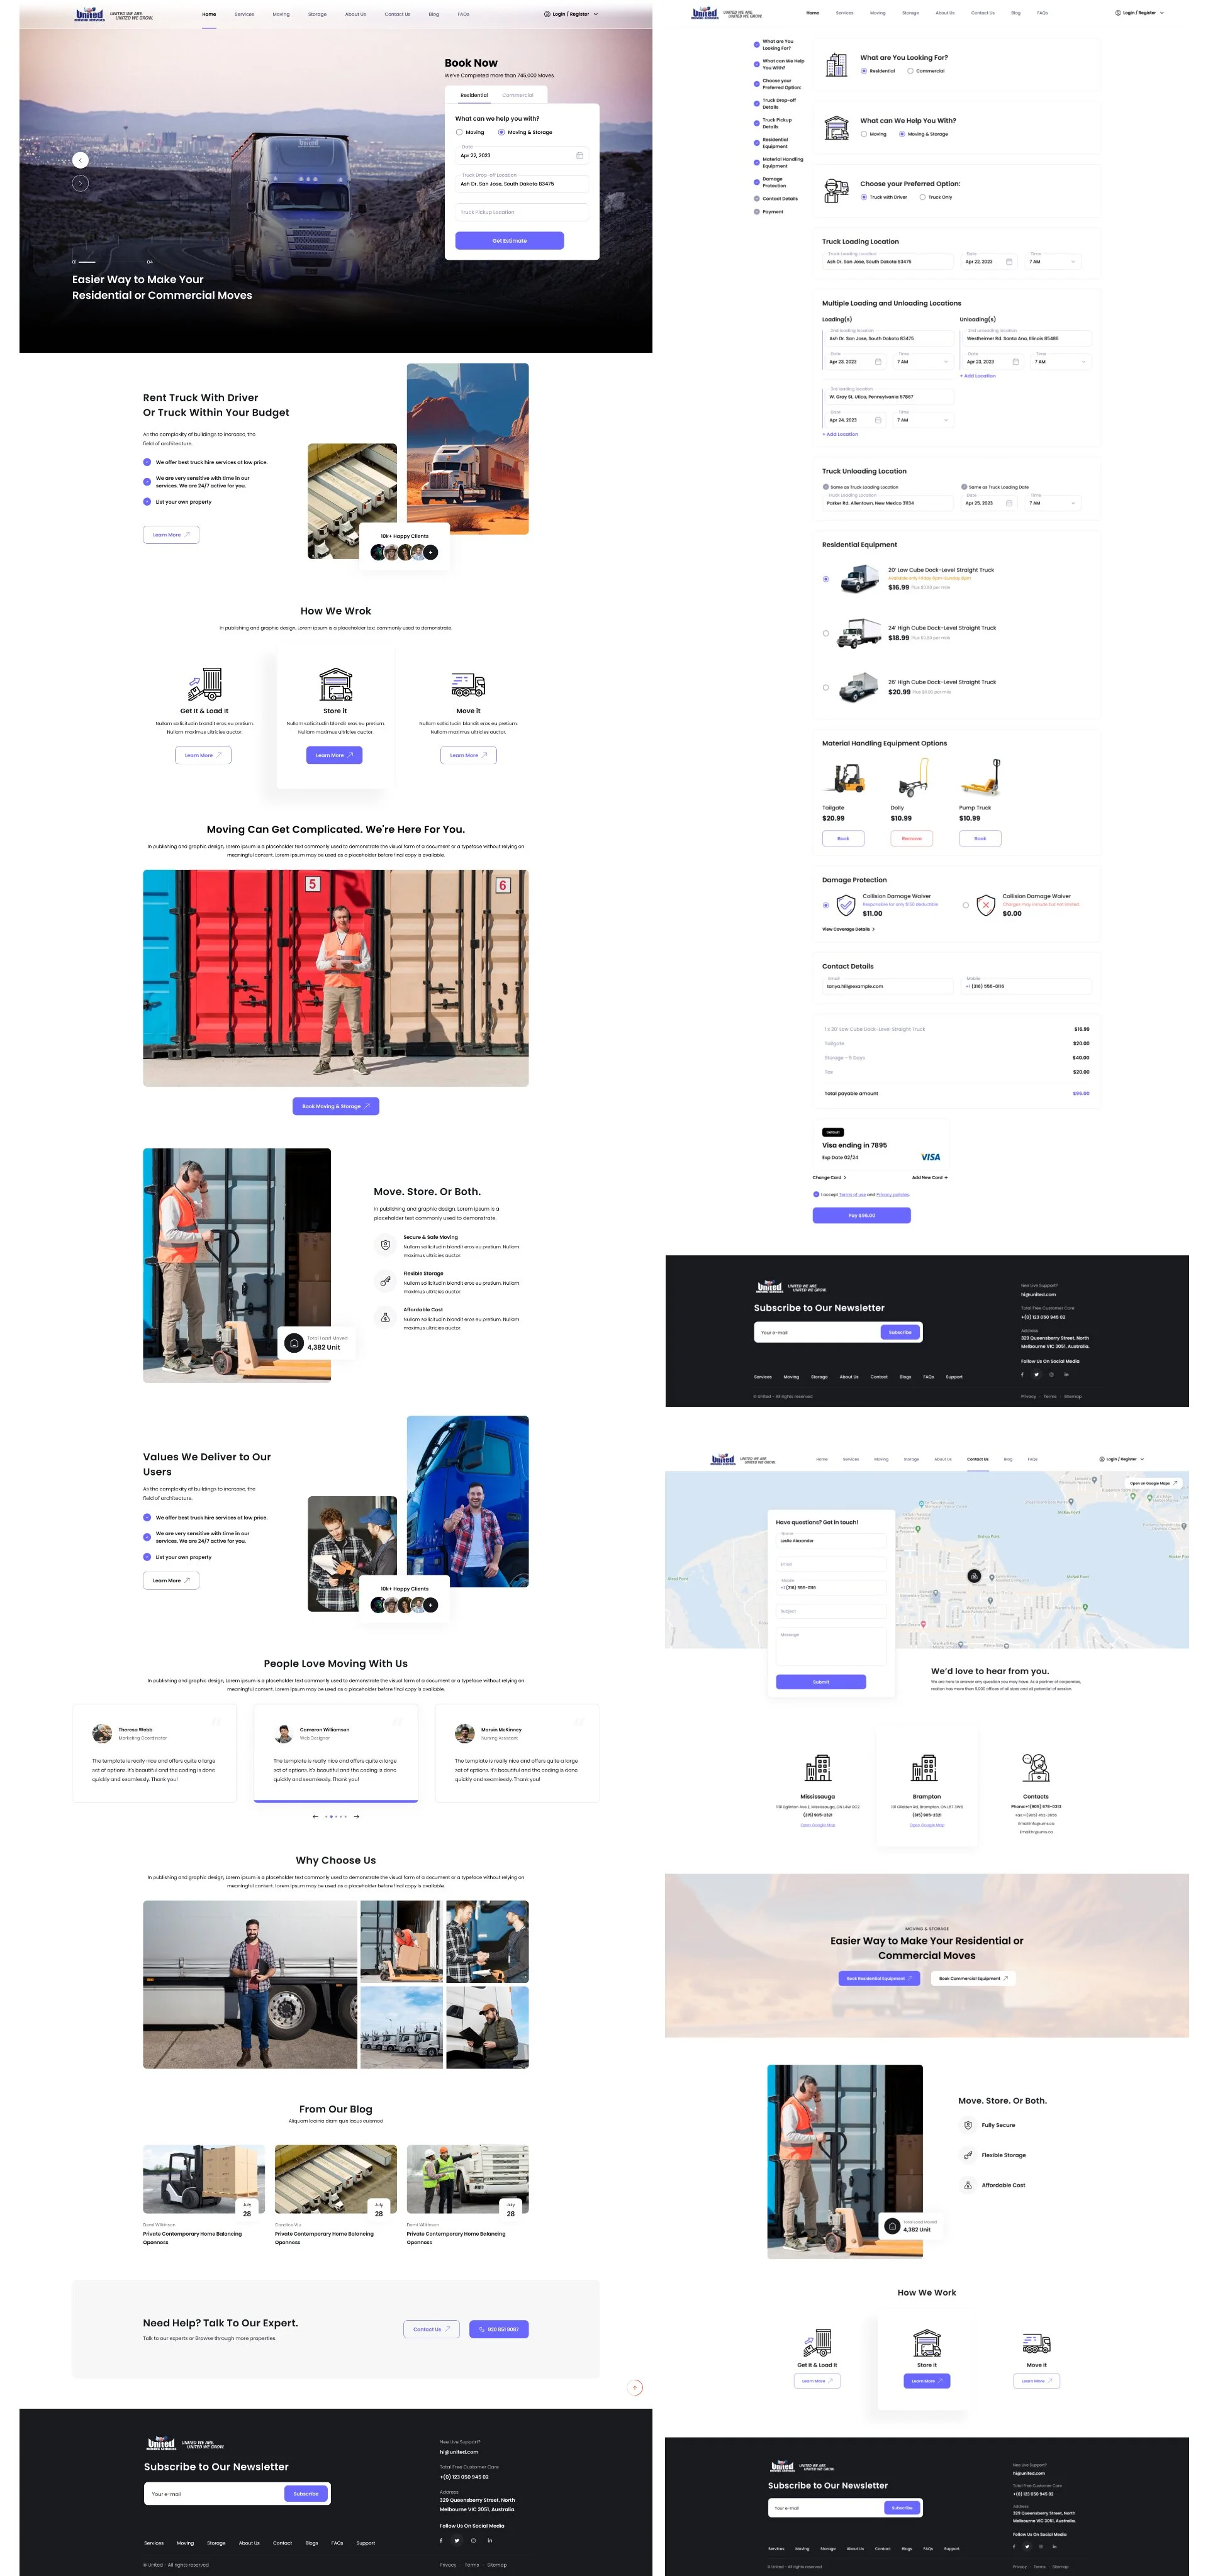 United
MOVING SERVICES
UNITED WE ARE.
UNITED WE GROW.
Home
Services
Moving
Storage
About Us
Contact Us
Blog
FAQs
Login / Register
Book Now
We've Completed more than 745,000 Moves.
Residential
Commercial
What can we help you with?
Moving
Moving & Storage
Date
Apr 22, 2023
Truck Drop-off Location
Ash Dr. San Jose, South Dakota 83475
Truck Pickup Location
Get Estimate
01
04
Easier Way to Make Your
Residential or Commercial Moves
Rent Truck With Driver
Or Truck Within Your Budget
As the complexity of buildings to increase, the
field of architecture.
We offer best truck hire services at low price.
We are very sensitive with time in our
services. We are 24/7 active for you.
List your own property
Learn More
10k+ Happy Clients
How We Wrok
In publishing and graphic design, Lorem ipsum is a placeholder text commonly used to demonstrate.
Get It & Load It
Nullam sollicitudin blandit eros eu pretium.
Nullam maximus ultricies auctor.
Learn More
Store it
Nullam sollicitudin blandit eros eu pretium.
Nullam maximus ultricies auctor.
Learn More
Move it
Nullam sollicitudin blandit eros eu pretium.
Nullam maximus ultricies auctor.
Learn More
Moving Can Get Complicated. We're Here For You.
In publishing and graphic design, Lorem ipsum is a placeholder text commonly used to demonstrate the visual form of a document or a typeface without relying on
meaningful content. Lorem ipsum may be used as a placeholder before final copy is available.
5
6
Book Moving & Storage
Move. Store. Or Both.
In publishing and graphic design, Lorem ipsum is a
placeholder text commonly used to demonstrate.
Secure & Safe Moving
Nullam sollicitudin blandit eros eu pretium. Nullam
maximus ultricies auctor.
Flexible Storage
Nullam sollicitudin blandit eros eu pretium. Nullam
maximus ultricies auctor.
Affordable Cost
Nullam sollicitudin blandit eros eu pretium. Nullam
maximus ultricies auctor.
Total Load Moved
4,382 Unit
Values We Deliver to Our
Users
As the complexity of buildings to increase, the
field of architecture.
We offer best truck hire services at low price.
We are very sensitive with time in our
services. We are 24/7 active for you.
List your own property
Learn More
10k+ Happy Clients
People Love Moving With Us
In publishing and graphic design, Lorem ipsum is a placeholder text commonly used to demonstrate the visual form of a document or a typeface without relying on
meaningful content. Lorem ipsum may be used as a placeholder before final copy is available.
Theresa Webb
Marketing Coordinator
The template is really nice and offers quite a large
set of options. It's beautiful and the coding is done
quickly and seamlessly. Thank you!
Cameron Williamson
Web Designer
The template is really nice and offers quite a large
set of options. It's beautiful and the coding is done
quickly and seamlessly. Thank you!
Marvin McKinney
Nursing Assistant
The template is really nice and offers quite a large
set of options. It's beautiful and the coding is done
quickly and seamlessly. Thank you!
Why Choose Us
In publishing and graphic design, Lorem ipsum is a placeholder text commonly used to demonstrate the visual form of a document or a typeface without relying on
meaningful content. Lorem ipsum may be used as a placeholder before final copy is available.
From Our Blog
Aliquam lacinia diam quis lacus euismod
July
28
Private Contemporary Home Balancing
Openness
July
28
Private Contemporary Home Balancing
Openness
July
28
Private Contemporary Home Balancing
Openness
Need Help? Talk To Our Expert.
Talk to our experts or Browse through more properties.
Contact Us
920 851 9087
United
MOVING SERVICES
UNITED WE ARE.
UNITED WE GROW.
Subscribe to Our Newsletter
Your e-mail
Subscribe
Need Live Support?
hi@united.com
Total Free Customer Care
+(0) 123 050 945 02
Address
329 Queensberry Street, North
Melbourne VIC 3051, Australia.
Follow Us On Social Media
Services
Moving
Storage
About Us
Contact
Blogs
FAQs
Support
© United - All rights reserved
Privacy · Terms · Sitemap
United
MOVING SERVICES
UNITED WE ARE.
UNITED WE GROW.
Home
Services
Moving
Storage
About Us
Contact Us
Blog
FAQs
Login / Register
What are You
Looking For?
What can We Help
You With?
Choose your
Preferred Option:
Truck Drop-off
Details
Truck Pickup
Details
Residential
Equipment
Material Handling
Equipment
Damage
Protection
Contact Details
Payment
What are You Looking For?
Residential
Commercial
What can We Help You With?
Moving
Moving & Storage
Choose your Preferred Option:
Truck with Driver
Truck Only
Truck Loading Location
Truck Loading Location
Ash Dr. San Jose, South Dakota 83475
Date
Apr 22, 2023
Time
7 AM
Multiple Loading and Unloading Locations
Loading(s)
Unloading(s)
2nd loading location
Ash Dr. San Jose, South Dakota 83475
2nd unloading location
Westheimer Rd. Santa Ana, Illinois 85486
Date
Apr 23, 2023
Time
7 AM
Date
Apr 23, 2023
Time
7 AM
+ Add Location
3rd loading location
W. Gray St. Utica, Pennsylvania 57867
Date
Apr 24, 2023
Time
7 AM
+ Add Location
Truck Unloading Location
Same as Truck Loading Location
Same as Truck Loading Date
Truck Loading Location
Parker Rd. Allentown, New Mexico 31134
Date
Apr 25, 2023
Time
7 AM
Residential Equipment
20' Low Cube Dock-Level Straight Truck
$16.99
24' High Cube Dock-Level Straight Truck
$18.99
26' High Cube Dock-Level Straight Truck
$20.99
Material Handling Equipment Options
Tailgate
$20.99
Book
Dolly
$10.99
Remove
Pump Truck
$10.99
Book
Damage Protection
Collision Damage Waiver
Responsible for only $150 deductible
$11.00
Collision Damage Waiver
Charges may include but not limited.
$0.00
View Coverage Details
Contact Details
Email
tanya.hill@example.com
Mobile
+1 (316) 555-0116
1 x 20' Low Cube Dock-Level Straight Truck
$16.99
Tailgate
$20.00
Storage - 5 Days
$40.00
Tax
$20.00
Total payable amount
$96.00
Default
Visa ending in 7895
Exp Date 02/24
VISA
Change Card
Add New Card +
I accept Terms of use and Privacy policies.
Pay $96.00
United
MOVING SERVICES
UNITED WE ARE.
UNITED WE GROW.
Subscribe to Our Newsletter
Your e-mail
Subscribe
Need Live Support?
hi@united.com
Total Free Customer Care
+(0) 123 050 945 02
Address
329 Queensberry Street, North
Melbourne VIC 3051, Australia.
Follow Us On Social Media
Services
Moving
Storage
About Us
Contact
Blogs
FAQs
Support
© United - All rights reserved
Privacy · Terms · Sitemap
United
MOVING SERVICES
UNITED WE ARE.
UNITED WE GROW.
Home
Services
Moving
Storage
About Us
Contact Us
Blog
FAQs
Login / Register
Open on Google Maps
Have questions? Get in touch!
Name
Leslie Alexander
Email
Mobile
+1 (316) 555-0116
Subject
Message
Submit
We'd love to hear from you.
We are here to answer any question you may have. As a partner of corporates,
realtor has more than 9,000 offices of all sizes and all potential of session.
Mississauga
(315) 905-2321
Open Google Map
Brampton
(315) 905-2321
Open Google Map
Contacts
Phone:+1(905) 678-0313
Email:info@ums.ca
Email:hr@ums.ca
MOVING & STORAGE
Easier Way to Make Your Residential or
Commercial Moves
Book Residential Equipment
Book Commercial Equipment
Move. Store. Or Both.
Fully Secure
Flexible Storage
Affordable Cost
Total Load Moved
4,382 Unit
How We Work
Get It & Load It
Learn More
Store it
Learn More
Move it
Learn More
United
MOVING SERVICES
UNITED WE ARE.
UNITED WE GROW.
Subscribe to Our Newsletter
Your e-mail
Subscribe
Need Live Support?
hi@united.com
Total Free Customer Care
+(0) 123 050 945 02
Address
329 Queensberry Street, North
Melbourne VIC 3051, Australia.
Follow Us On Social Media
Services
Moving
Storage
About Us
Contact
Blogs
FAQs
Support
© United - All rights reserved
Privacy · Terms · Sitemap